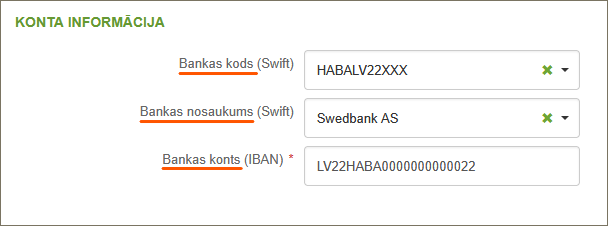 KONTA INFORMĀCIJA
Bankas kods (Swift) HABALV22XXX
Bankas nosaukums (Swift) Swedbank AS
Bankas konts (IBAN) * LV22HABA0000000000022